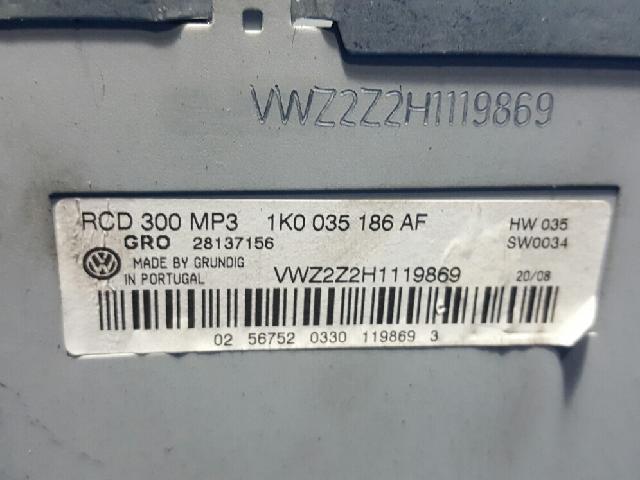 VWZ2Z2H1119869
RCD 300 MP3 1K0 035 186 AF HW 035
GRO 28137156 SW0034
MADE BY GRUNDIG
IN PORTUGAL VWZ2Z2H1119869 20/08
02 56752 0330 119869 3